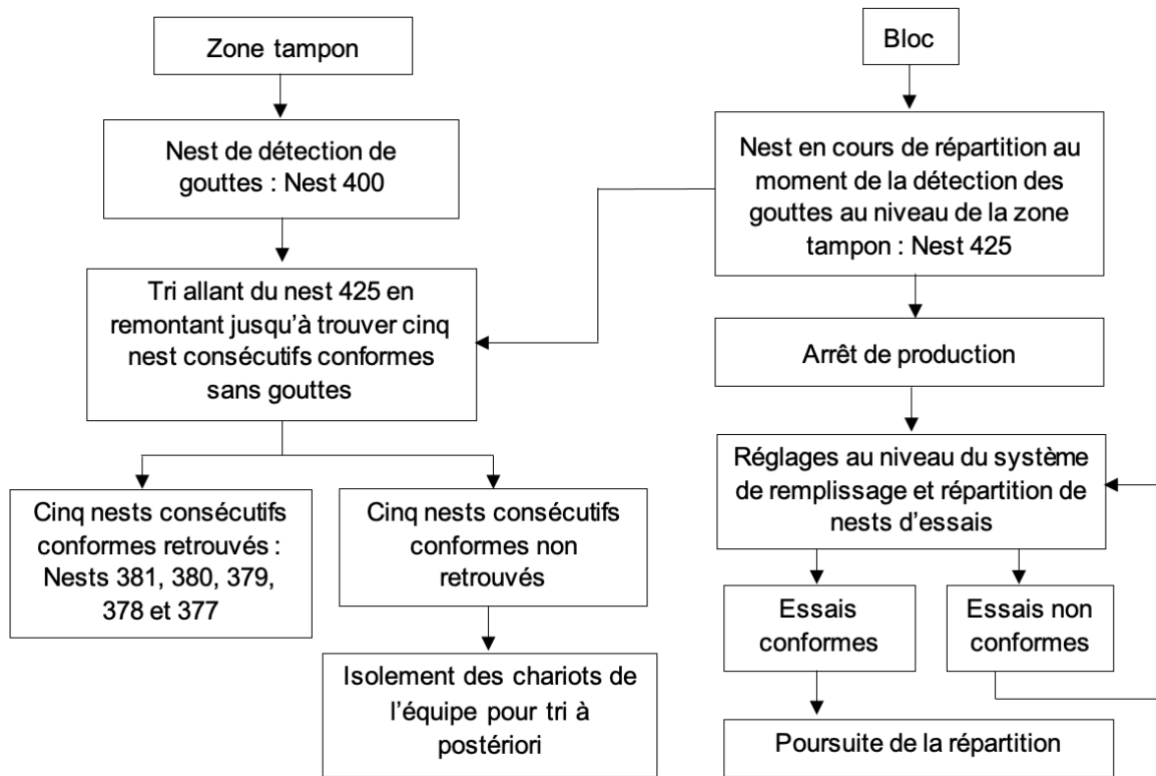 Zone tampon
Nest de détection de
gouttes : Nest 400
Tri allant du nest 425 en
remontant jusqu’à trouver cinq
nest consécutifs conformes
sans gouttes
Cinq nests consécutifs
conformes retrouvés :
Nests 381, 380, 379,
378 et 377
Cinq nests consécutifs
conformes non
retrouvés
Isolement des chariots de
l’équipe pour tri à
postériori
Bloc
Nest en cours de répartition au
moment de la détection des
gouttes au niveau de la zone
tampon : Nest 425
Arrêt de production
Réglages au niveau du système
de remplissage et répartition de
nests d’essais
Essais
conformes
Essais non
conformes
Poursuite de la répartition